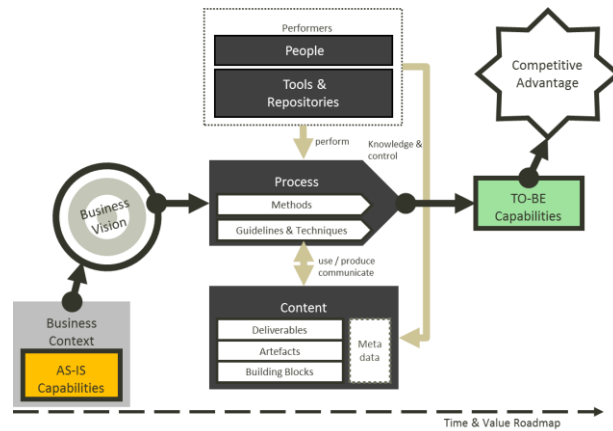 Performers
People
Tools &
Repositories
Competitive
Advantage
perform
Knowledge &
control
Process
Methods
Guidelines & Techniques
TO-BE
Capabilities
Business
Vision
use / produce
communicate
Content
Deliverables
Artefacts
Building Blocks
Meta
data
Business
Context
AS-IS
Capabilities
Time & Value Roadmap